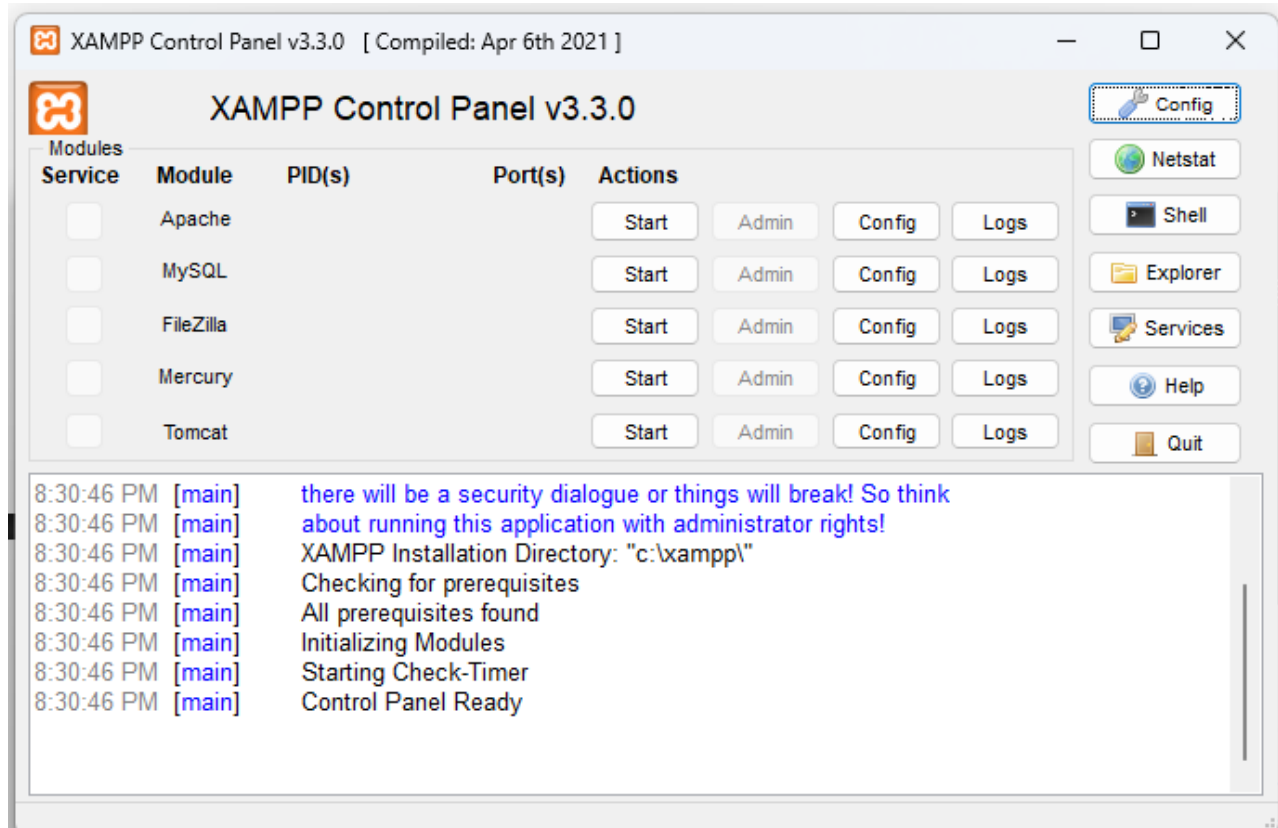 XAMPP Control Panel v3.3.0 [ Compiled: Apr 6th 2021 ]
XAMPP Control Panel v3.3.0
Config
Modules
Service Module PID(s) Port(s) Actions
Netstat
Apache Start Admin Config Logs
Shell
MySQL Start Admin Config Logs
Explorer
FileZilla Start Admin Config Logs
Services
Mercury Start Admin Config Logs
Help
Tomcat Start Admin Config Logs
Quit
8:30:46 PM [main] there will be a security dialogue or things will break! So think
8:30:46 PM [main] about running this application with administrator rights!
8:30:46 PM [main] XAMPP Installation Directory: "c:\xampp\"
8:30:46 PM [main] Checking for prerequisites
8:30:46 PM [main] All prerequisites found
8:30:46 PM [main] Initializing Modules
8:30:46 PM [main] Starting Check-Timer
8:30:46 PM [main] Control Panel Ready